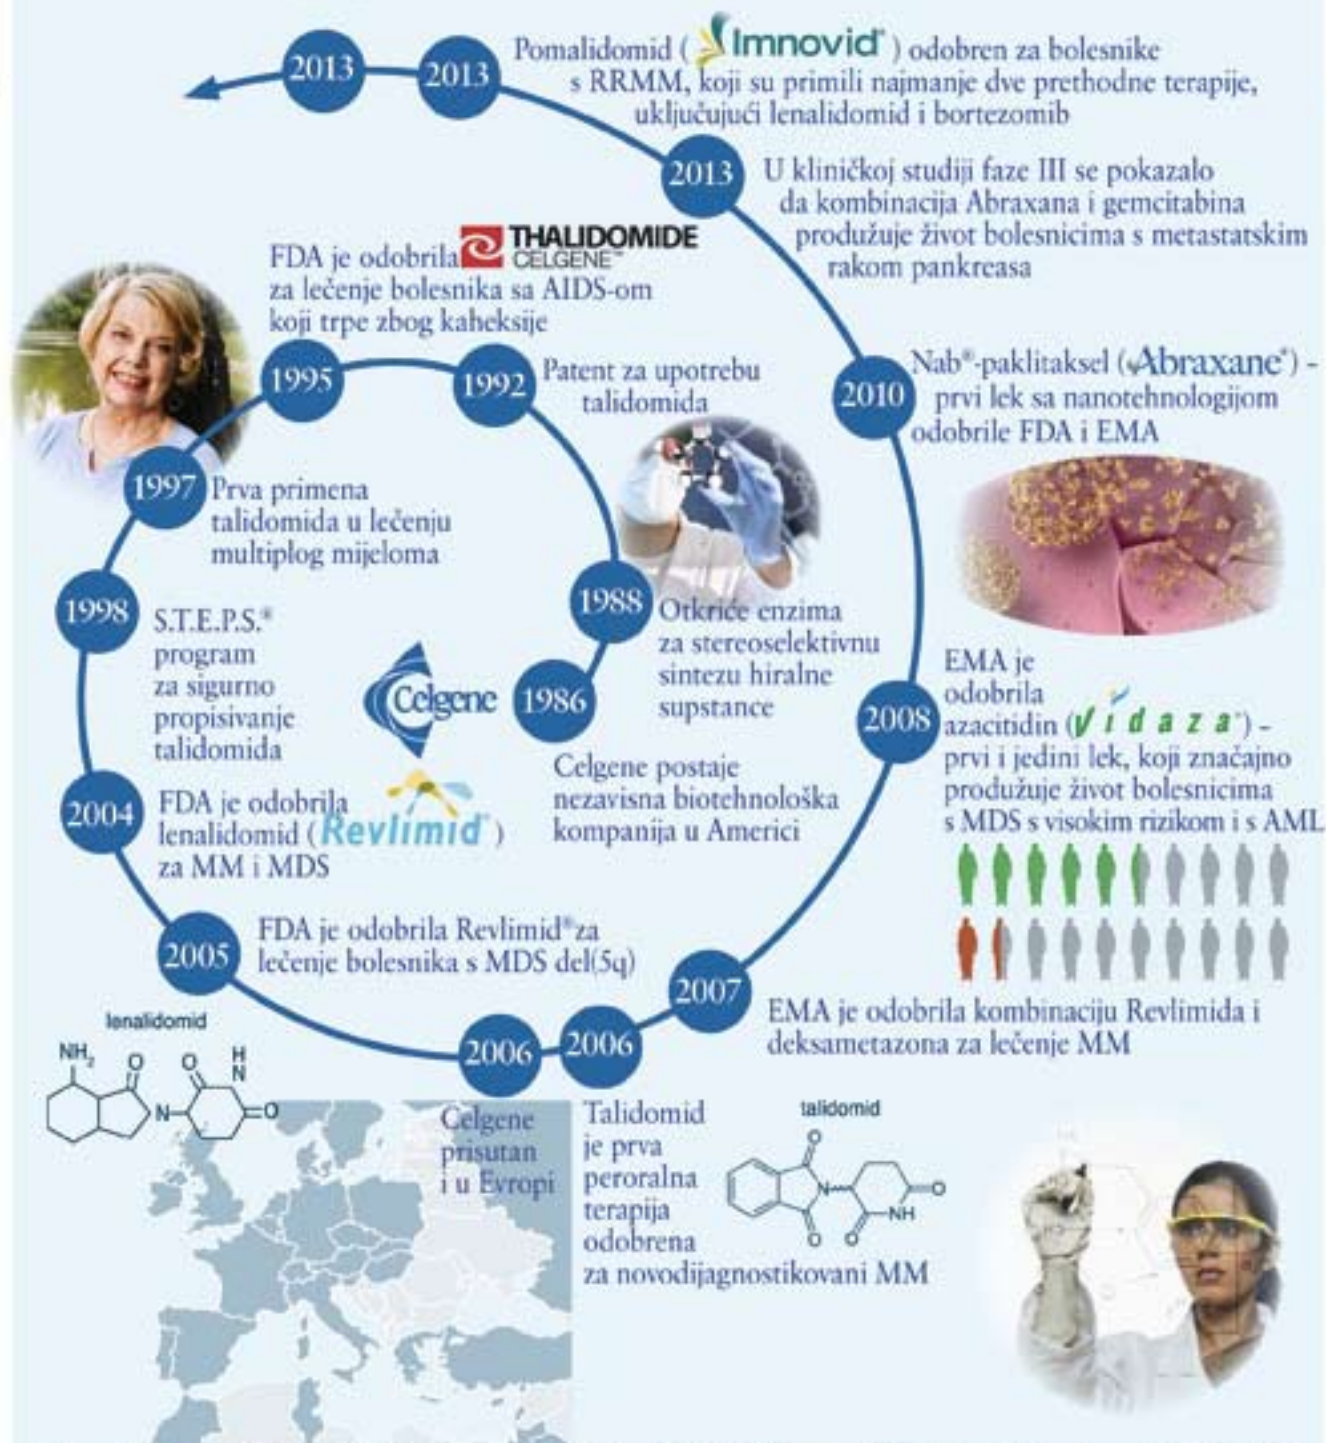 2013
2013
Pomalidomid ( Imnovid® ) odobren za bolesnike
s RRMM, koji su primili najmanje dve prethodne terapije,
uključujući lenalidomid i bortezomib
2013
U kliničkoj studiji faze III se pokazalo
da kombinacija Abraxana i gemcitabina
produžuje život bolesnicima s metastatskim
rakom pankreasa
FDA je odobrila THALIDOMIDE
CELGENE™
za lečenje bolesnika sa AIDS-om
koji trpe zbog kaheksije
1995
1992
Patent za upotrebu
talidomida
2010
Nab®-paklitaksel (Abraxane®) -
prvi lek sa nanotehnologijom
odobrile FDA i EMA
1997
Prva primena
talidomida u lečenju
multiplog mijeloma
1998
S.T.E.P.S.®
program
za sigurno
propisivanje
talidomida
1988
Otkriće enzima
za stereoselektivnu
sintezu hiralne
supstance
Celgene
1986
Celgene postaje
nezavisna biotehnološka
kompanija u Americi
2008
EMA je
odobrila
azacitidin (Vidaza®) -
prvi i jedini lek, koji značajno
produžuje život bolesnicima
s MDS s visokim rizikom i s AML
2004
FDA je odobrila
lenalidomid (Revlimid®)
za MM i MDS
2005
FDA je odobrila Revlimid®za
lečenje bolesnika s MDS del(5q)
2007
EMA je odobrila kombinaciju Revlimida i
deksametazona za lečenje MM
2006
2006
lenalidomid
NH₂
O
O
H
N
N
O
Celgene
prisutan
i u Evropi
Talidomid
je prva
peroralna
terapija
odobrena
za novodijagnostikovani MM
talidomid
O
N
O
NH
O
O